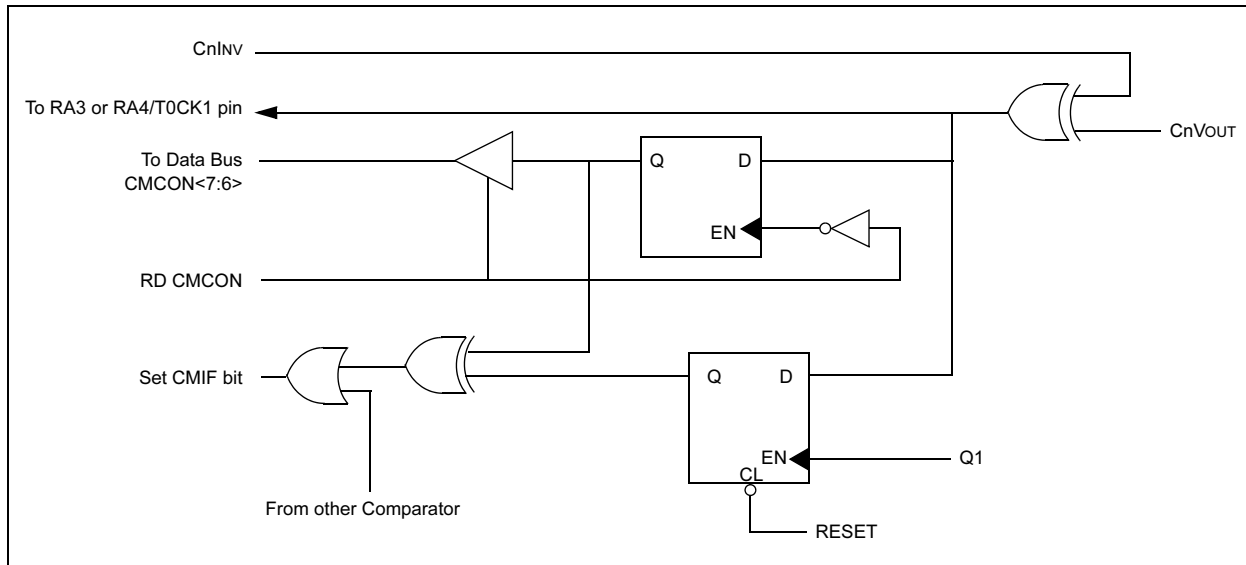 CnINV
To RA3 or RA4/T0CK1 pin
CnVOUT
To Data Bus
CMCON<7:6>
Q
D
EN
RD CMCON
Set CMIF bit
Q
D
EN
Q1
CL
From other Comparator
RESET